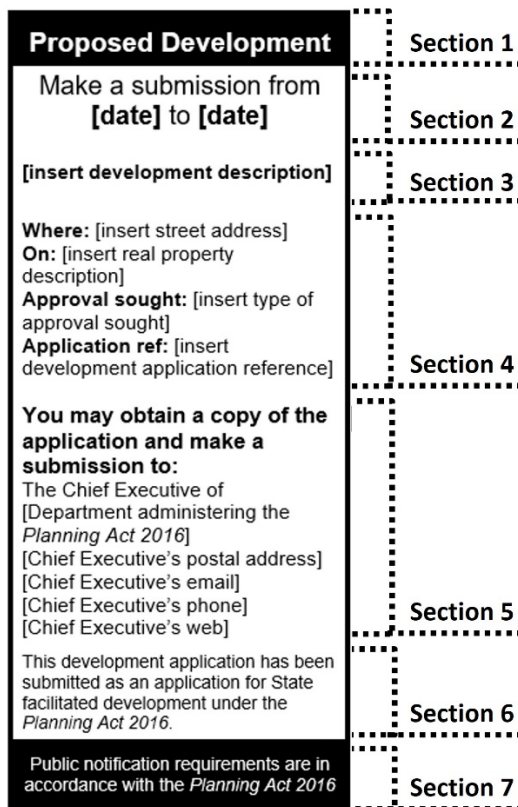 Proposed Development
Section 1
Make a submission from
[date] to [date]
Section 2
[insert development description]
Section 3
Where: [insert street address]
On: [insert real property
description]
Approval sought: [insert type of
approval sought]
Application ref: [insert
development application reference]
Section 4
You may obtain a copy of the
application and make a
submission to:
The Chief Executive of
[Department administering the
Planning Act 2016]
[Chief Executive's postal address]
[Chief Executive's email]
[Chief Executive's phone]
[Chief Executive's web]
Section 5
This development application has been
submitted as an application for State
facilitated development under the
Planning Act 2016.
Section 6
Public notification requirements are in
accordance with the Planning Act 2016
Section 7